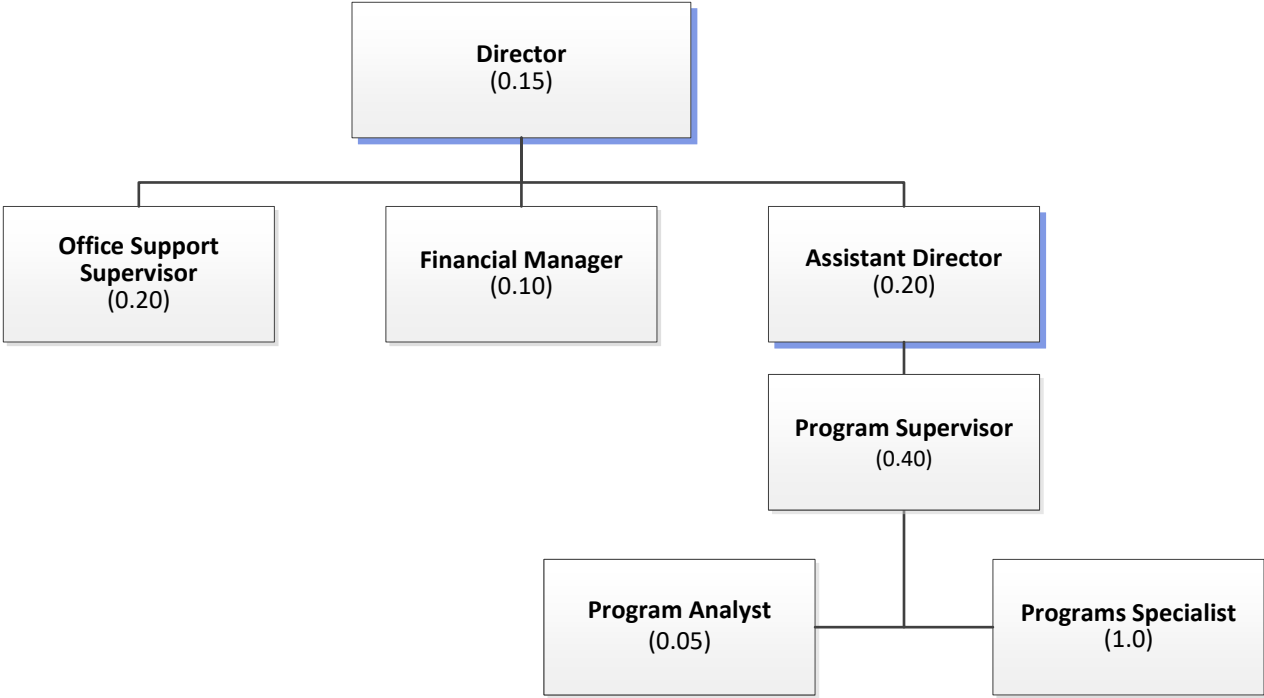 Director
(0.15)
Office Support
Supervisor
(0.20)
Financial Manager
(0.10)
Assistant Director
(0.20)
Program Supervisor
(0.40)
Program Analyst
(0.05)
Programs Specialist
(1.0)